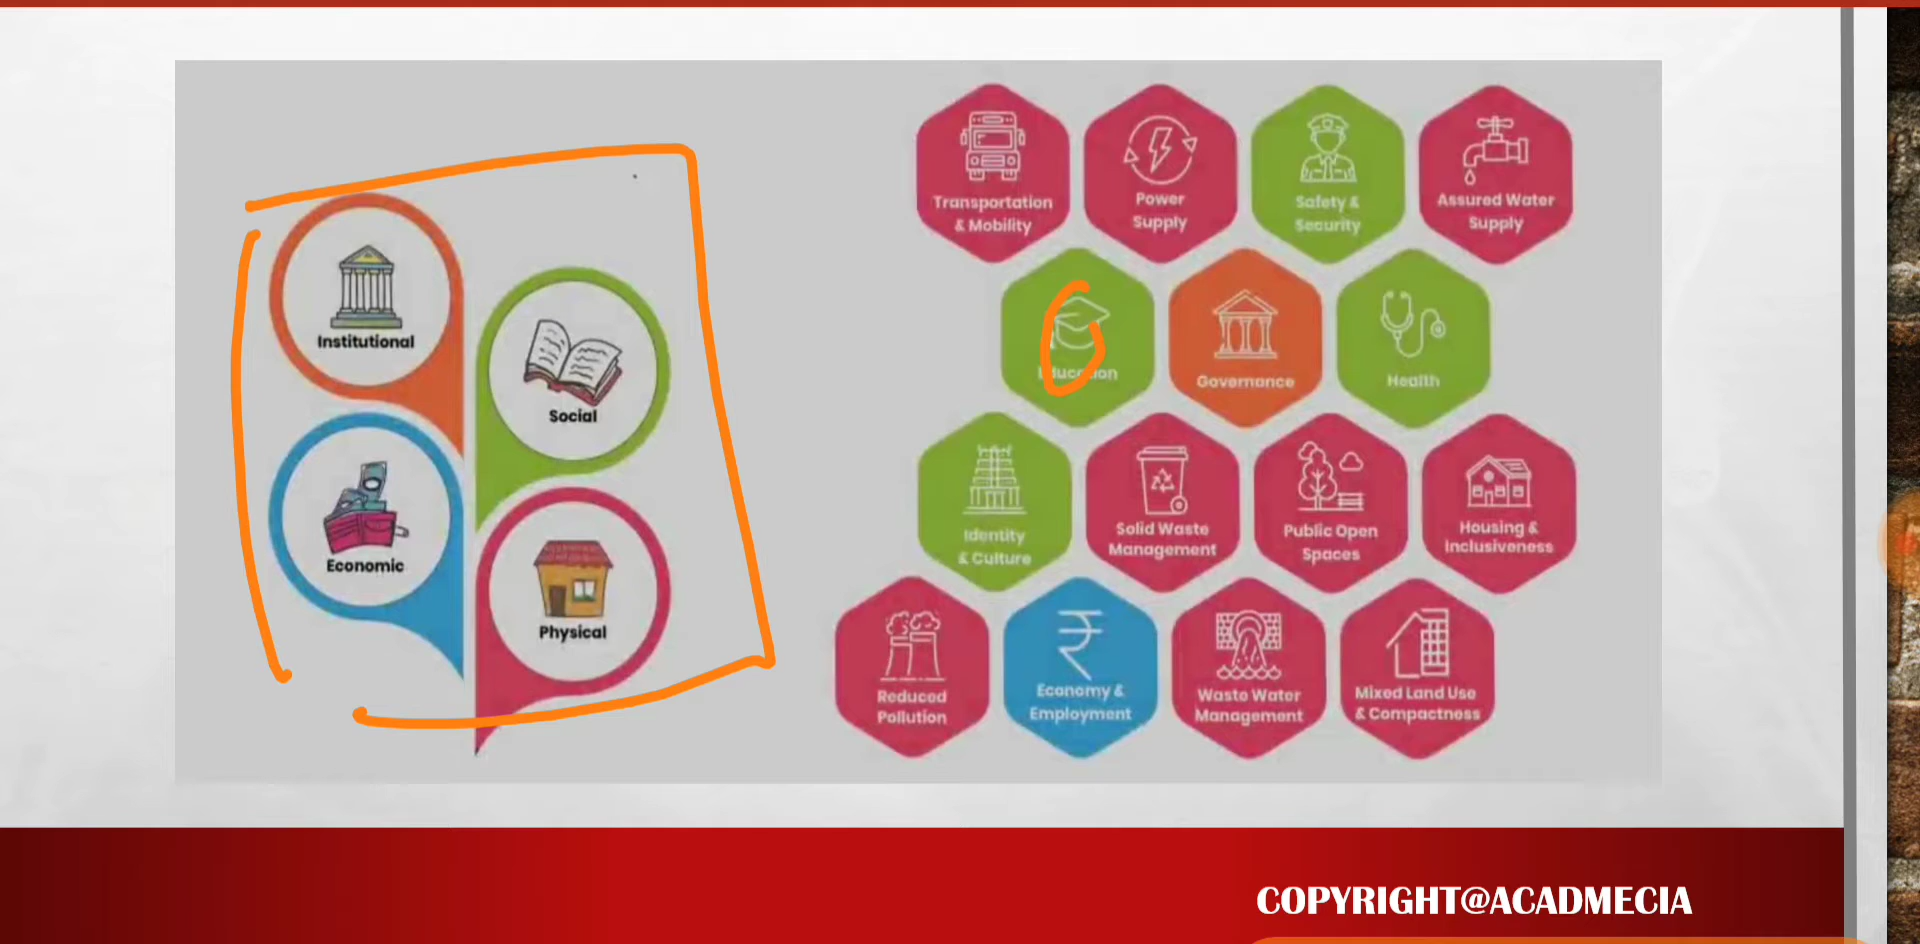 Institutional
Social
Economic
Physical
Transportation
& Mobility
Power
Supply
Safety &
Security
Assured Water
Supply
Education
Governance
Health
Identity
& Culture
Solid Waste
Management
Public Open
Spaces
Housing &
Inclusiveness
Reduced
Pollution
Economy &
Employment
Waste Water
Management
Mixed Land Use
& Compactness
COPYRIGHT@ACADMECIA